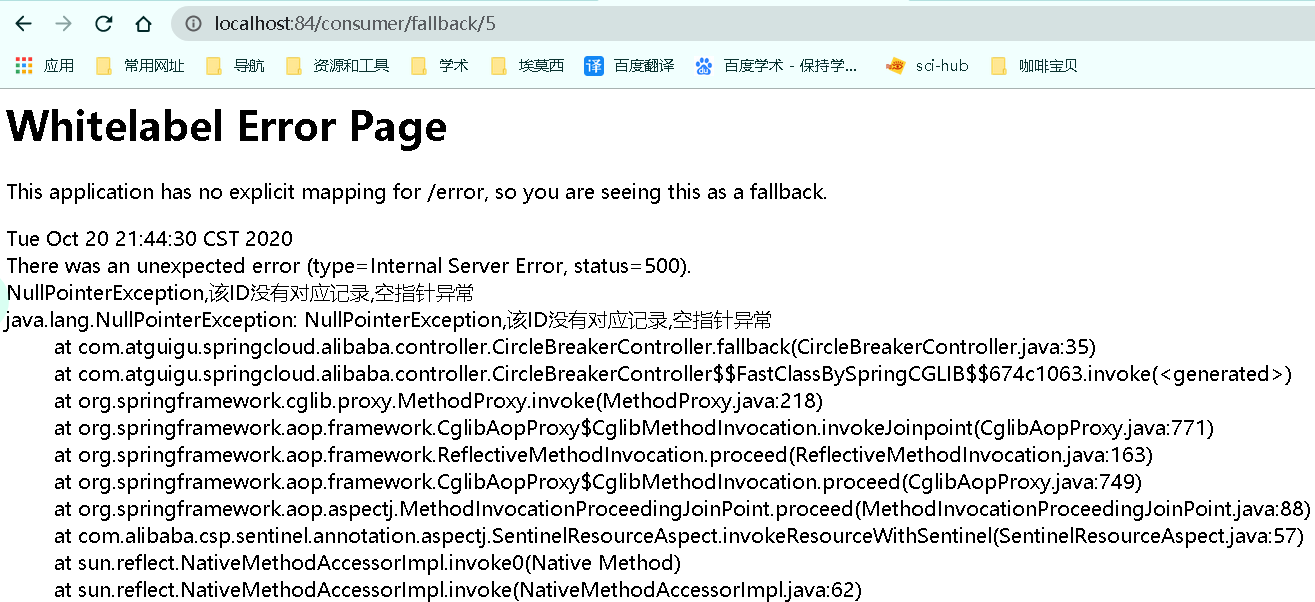 localhost:84/consumer/fallback/5
应用 常用网址 导航 资源和工具 学术 埃莫西 译 百度翻译 du 百度学术 - 保持学... sci-hub 咖啡宝贝
Whitelabel Error Page
This application has no explicit mapping for /error, so you are seeing this as a fallback.
Tue Oct 20 21:44:30 CST 2020
There was an unexpected error (type=Internal Server Error, status=500).
NullPointerException,该ID没有对应记录,空指针异常
java.lang.NullPointerException: NullPointerException,该ID没有对应记录,空指针异常
at com.atguigu.springcloud.alibaba.controller.CircleBreakerController.fallback(CircleBreakerController.java:35)
at com.atguigu.springcloud.alibaba.controller.CircleBreakerController$$FastClassBySpringCGLIB$$674c1063.invoke(<generated>)
at org.springframework.cglib.proxy.MethodProxy.invoke(MethodProxy.java:218)
at org.springframework.aop.framework.CglibAopProxy$CglibMethodInvocation.invokeJoinpoint(CglibAopProxy.java:771)
at org.springframework.aop.framework.ReflectiveMethodInvocation.proceed(ReflectiveMethodInvocation.java:163)
at org.springframework.aop.framework.CglibAopProxy$CglibMethodInvocation.proceed(CglibAopProxy.java:749)
at org.springframework.aop.aspectj.MethodInvocationProceedingJoinPoint.proceed(MethodInvocationProceedingJoinPoint.java:88)
at com.alibaba.csp.sentinel.annotation.aspectj.SentinelResourceAspect.invokeResourceWithSentinel(SentinelResourceAspect.java:57)
at sun.reflect.NativeMethodAccessorImpl.invoke0(Native Method)
at sun.reflect.NativeMethodAccessorImpl.invoke(NativeMethodAccessorImpl.java:62)